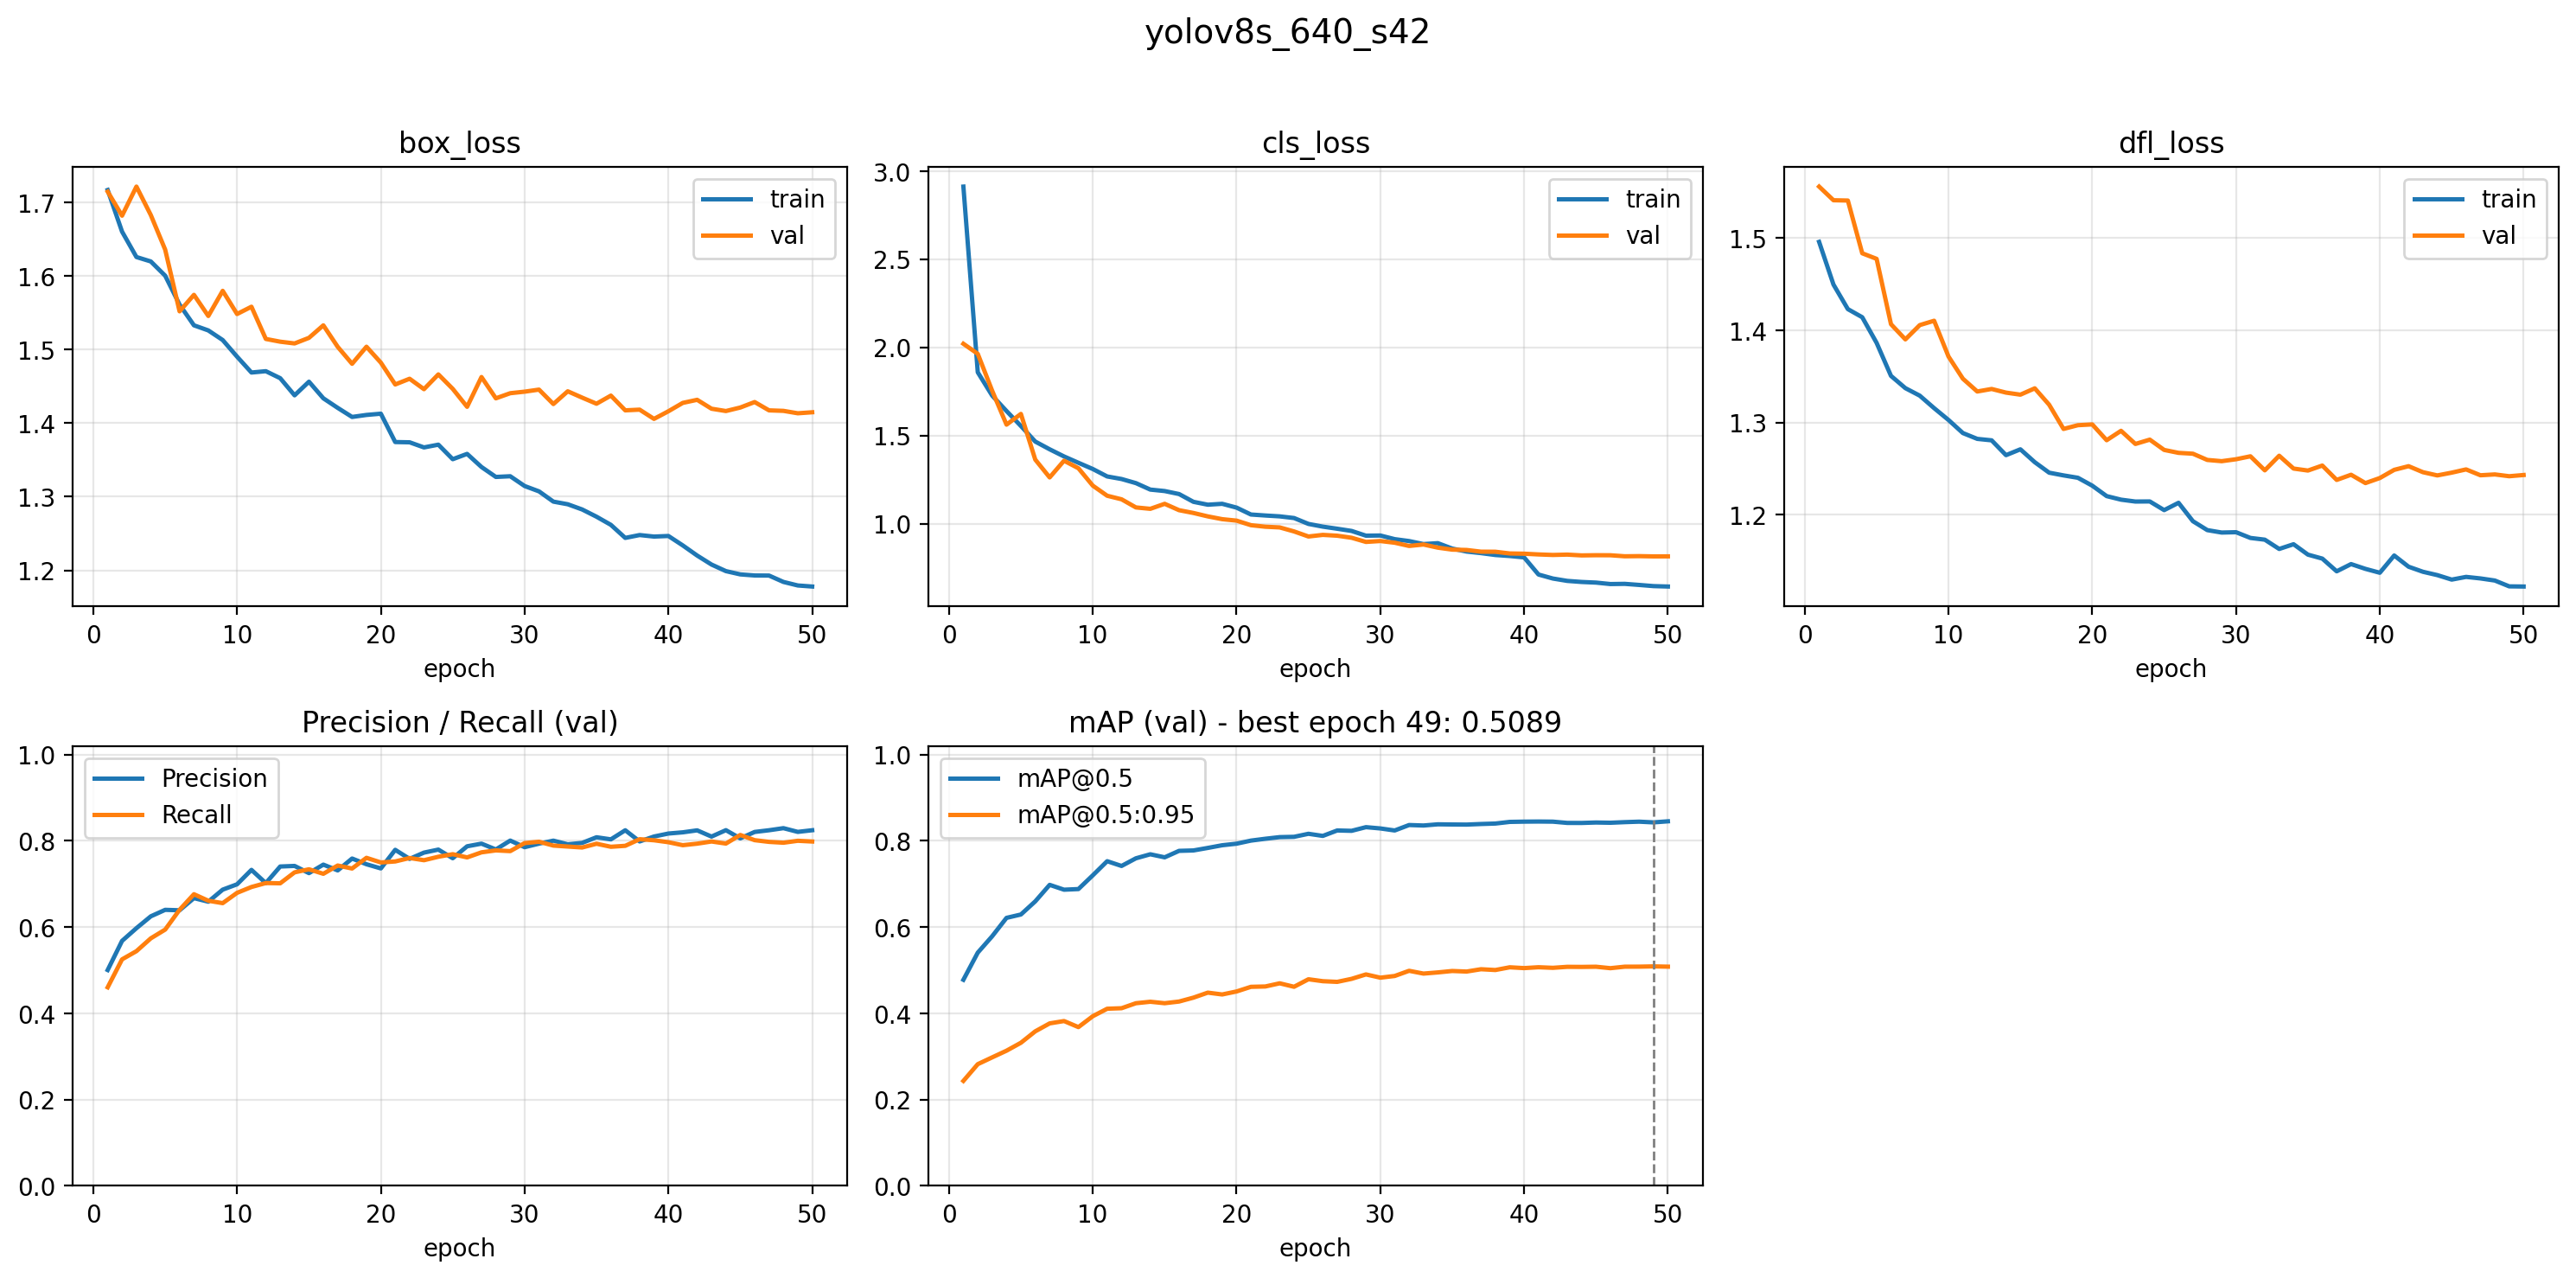 yolov8s_640_s42
box_loss
1.7
1.6
1.5
1.4
1.3
1.2
train
val
0 10 20 30 40 50
epoch
cls_loss
3.0
2.5
2.0
1.5
1.0
train
val
0 10 20 30 40 50
epoch
dfl_loss
1.5
1.4
1.3
1.2
train
val
0 10 20 30 40 50
epoch
Precision / Recall (val)
1.0
0.8
0.6
0.4
0.2
0.0
Precision
Recall
0 10 20 30 40 50
epoch
mAP (val) - best epoch 49: 0.5089
1.0
0.8
0.6
0.4
0.2
0.0
mAP@0.5
mAP@0.5:0.95
0 10 20 30 40 50
epoch